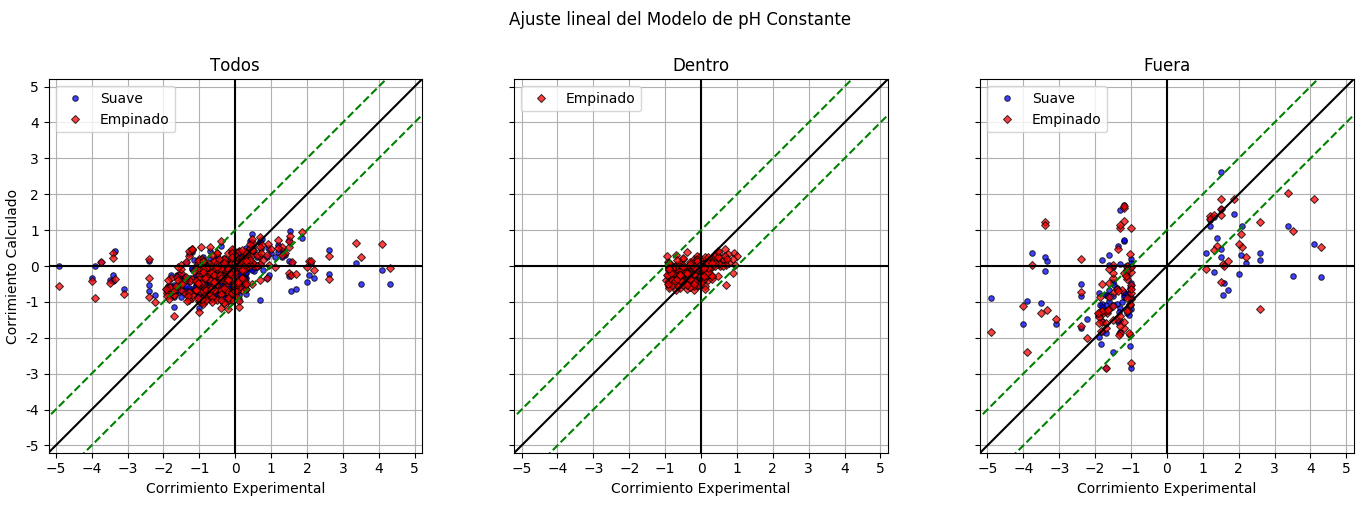 Ajuste lineal del Modelo de pH Constante
Todos
Dentro
Fuera
Suave
Empinado
Empinado
Suave
Empinado
5
4
3
2
1
0
-1
-2
-3
-4
-5
Corrimiento Calculado
−5 −4 −3 −2 −1 0 1 2 3 4 5
−5 −4 −3 −2 −1 0 1 2 3 4 5
−5 −4 −3 −2 −1 0 1 2 3 4 5
Corrimiento Experimental
Corrimiento Experimental
Corrimiento Experimental